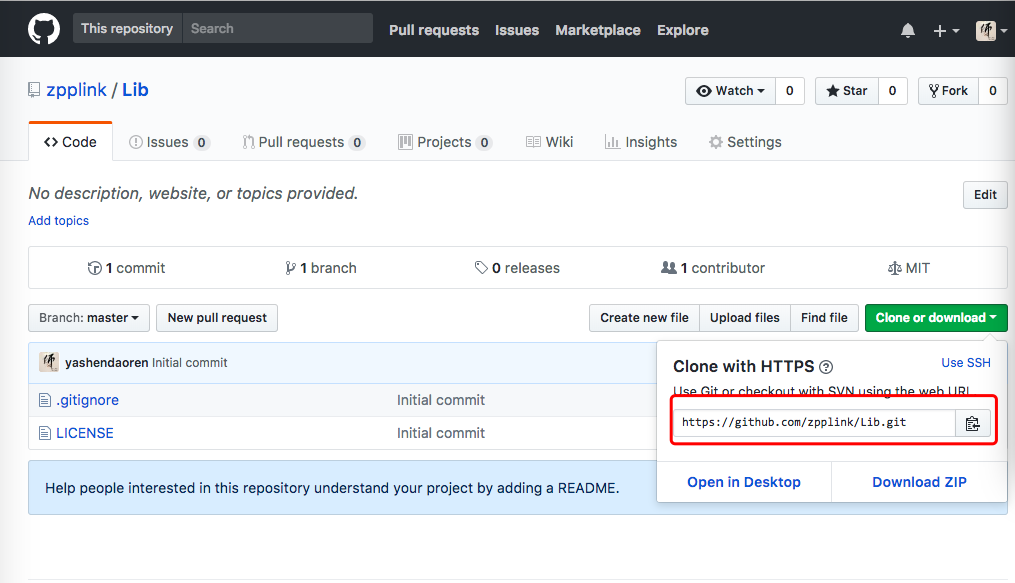 This repository Search Pull requests Issues Marketplace Explore
zpplink / Lib Watch 0 Star 0 Fork 0
Code Issues 0 Pull requests 0 Projects 0 Wiki Insights Settings
No description, website, or topics provided. Edit
Add topics
1 commit 1 branch 0 releases 1 contributor MIT
Branch: master New pull request Create new file Upload files Find file Clone or download
yashendaoren Initial commit
.gitignore Initial commit
LICENSE Initial commit
Help people interested in this repository understand your project by adding a README.
Clone with HTTPS Use SSH
Use Git or checkout with SVN using the web URL
https://github.com/zpplink/Lib.git
Open in Desktop Download ZIP